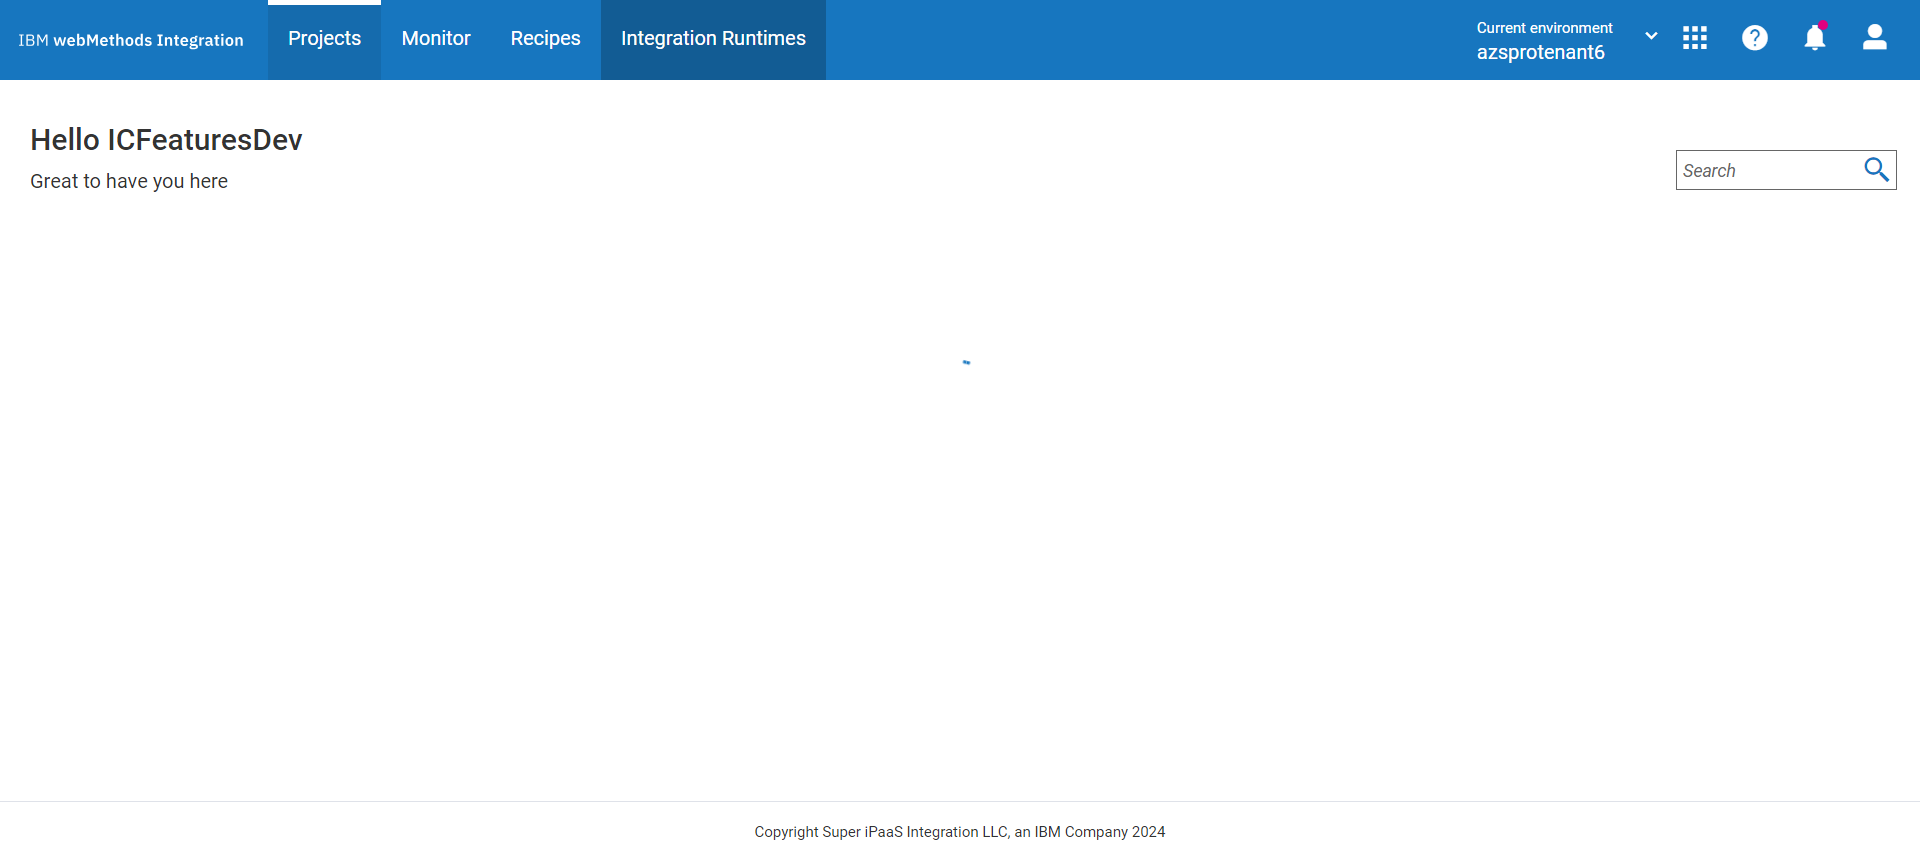 IBM webMethods Integration
Projects
Monitor
Recipes
Integration Runtimes
Current environment
azsprotenant6
Hello ICFeaturesDev
Great to have you here
Search
Copyright Super iPaaS Integration LLC, an IBM Company 2024